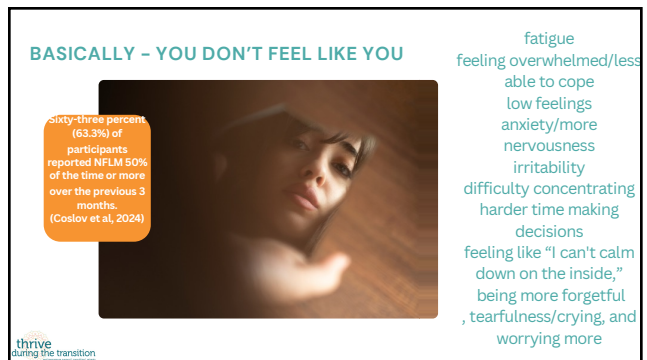 BASICALLY – YOU DON'T FEEL LIKE YOU
Sixty-three percent
(63.3%) of
participants
reported NFLM 50%
of the time or more
over the previous 3
months.
(Coslov et al, 2024)
fatigue
feeling overwhelmed/less
able to cope
low feelings
anxiety/more
nervousness
irritability
difficulty concentrating
harder time making
decisions
feeling like “I can't calm
down on the inside,”
being more forgetful
, tearfulness/crying, and
worrying more
thrive
during the transition